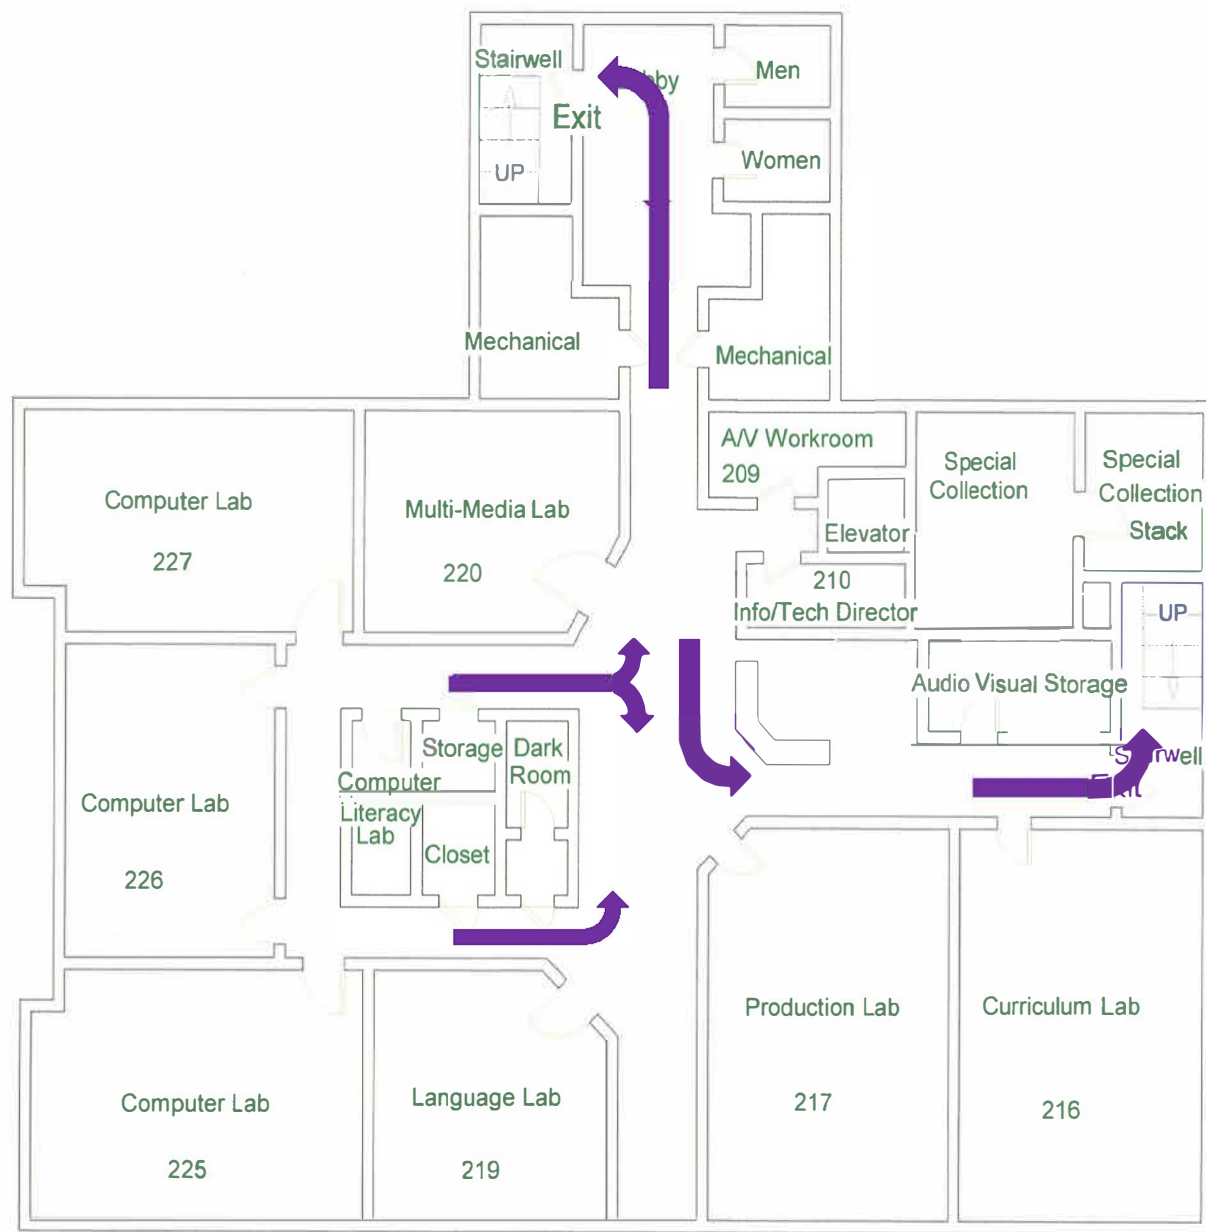 Stairwell
Men
Exit
Women
UP
Mechanical
Mechanical
A/V Workroom
209
Special
Collection
Special
Collection
Stack
Computer Lab
227
Multi-Media Lab
220
Elevator
210
Info/Tech Director
UP
Audio Visual Storage
Storage
Dark
Room
Computer
Literacy
Lab
Closet
Computer Lab
226
Production Lab
217
Curriculum Lab
216
Computer Lab
225
Language Lab
219